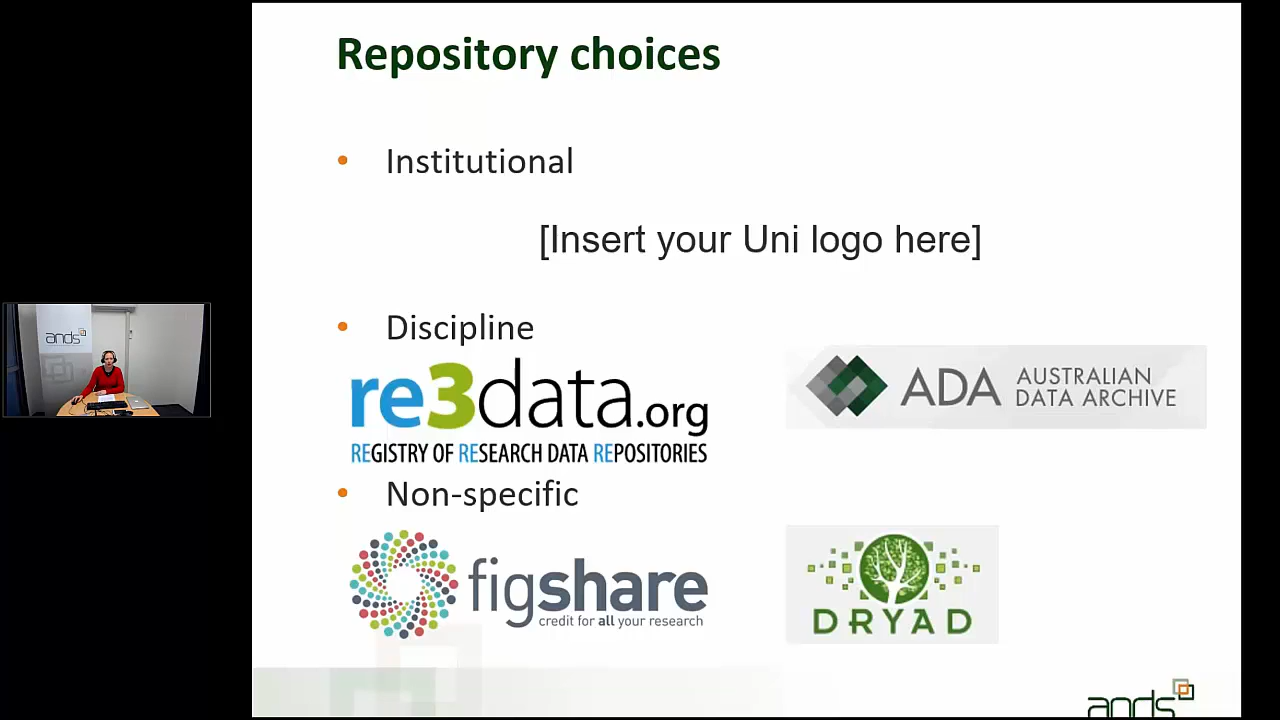 Repository choices
• Institutional
[Insert your Uni logo here]
• Discipline
re3data.org
REGISTRY OF RESEARCH DATA REPOSITORIES
ADA AUSTRALIAN DATA ARCHIVE
• Non-specific
figshare
credit for all your research
DRYAD
ands
ands